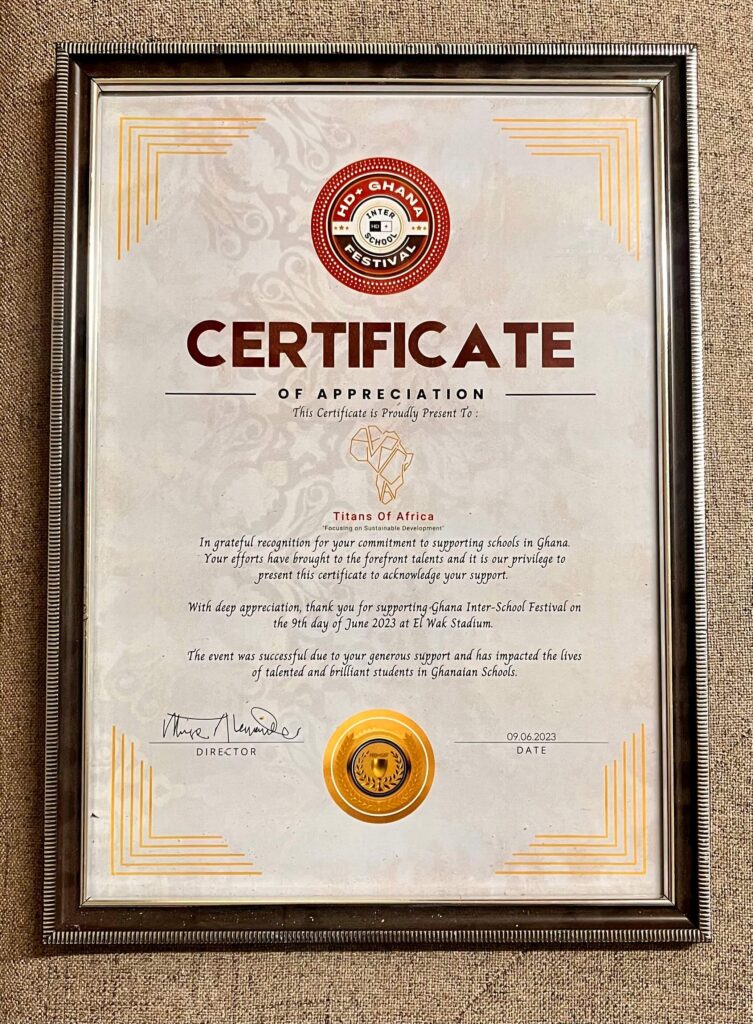 HD+ GHANA
INTER
HD +
SCHOOL
FESTIVAL
CERTIFICATE
OF APPRECIATION
This Certificate is Proudly Present To :
Titans Of Africa
"Focusing on Sustainable Development"
In grateful recognition for your commitment to supporting schools in Ghana.
Your efforts have brought to the forefront talents and it is our privilege to
present this certificate to acknowledge your support.
With deep appreciation, thank you for supporting Ghana Inter-School Festival on
the 9th day of June 2023 at El Wak Stadium.
The event was successful due to your generous support and has impacted the lives
of talented and brilliant students in Ghanaian Schools.
09.06.2023
DIRECTOR
DATE